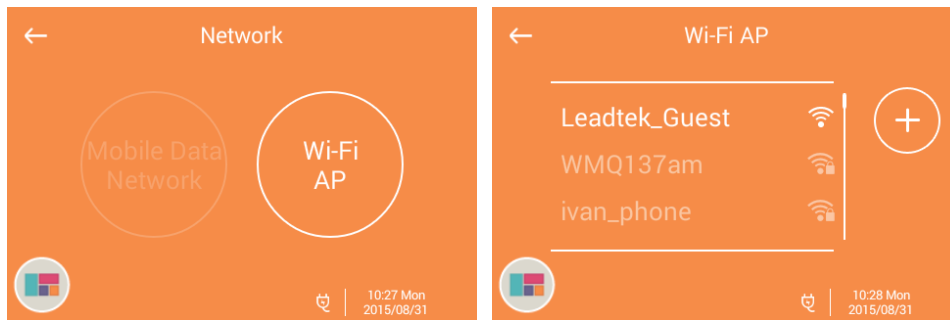 Network
Mobile Data
Network
Wi-Fi
AP
10:27 Mon
2015/08/31
Wi-Fi AP
Leadtek_Guest
WMQ137am
ivan_phone
10:28 Mon
2015/08/31